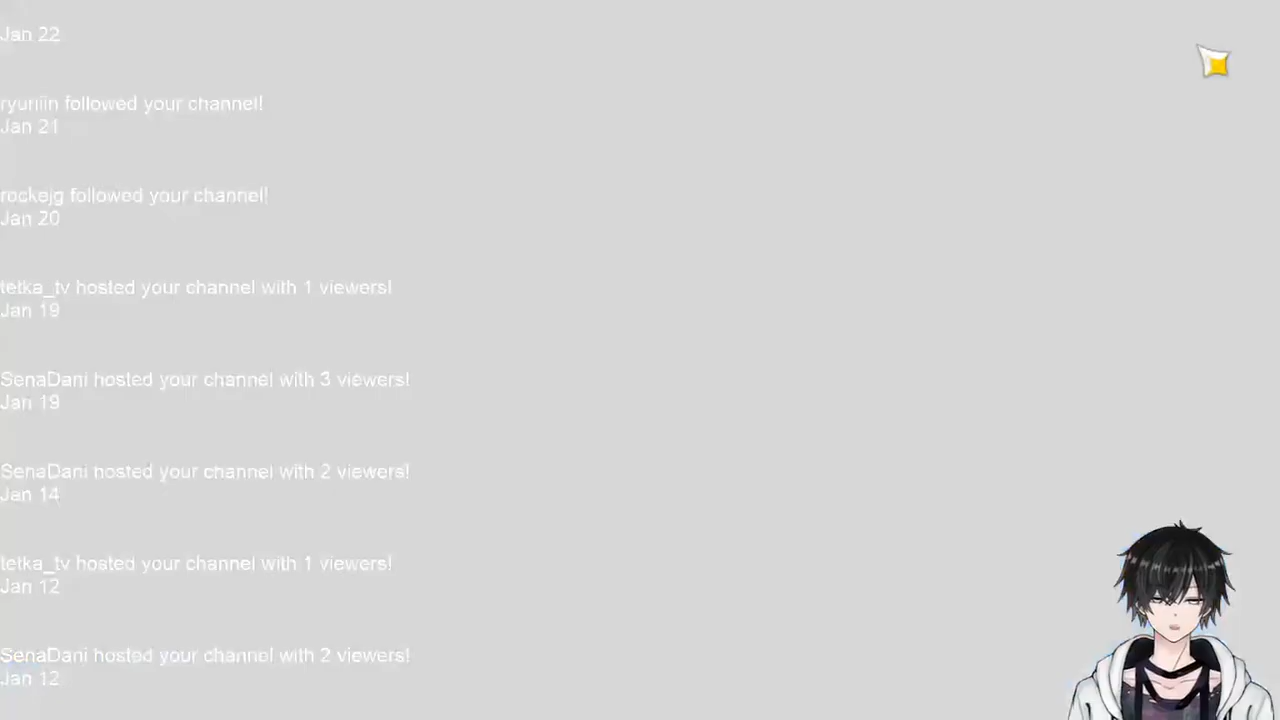 Jan 22
ryuriin followed your channel!
Jan 21
rockejg followed your channel!
Jan 20
tetka_tv hosted your channel with 1 viewers!
Jan 19
SenaDani hosted your channel with 3 viewers!
Jan 19
SenaDani hosted your channel with 2 viewers!
Jan 14
tetka_tv hosted your channel with 1 viewers!
Jan 12
SenaDani hosted your channel with 2 viewers!
Jan 12